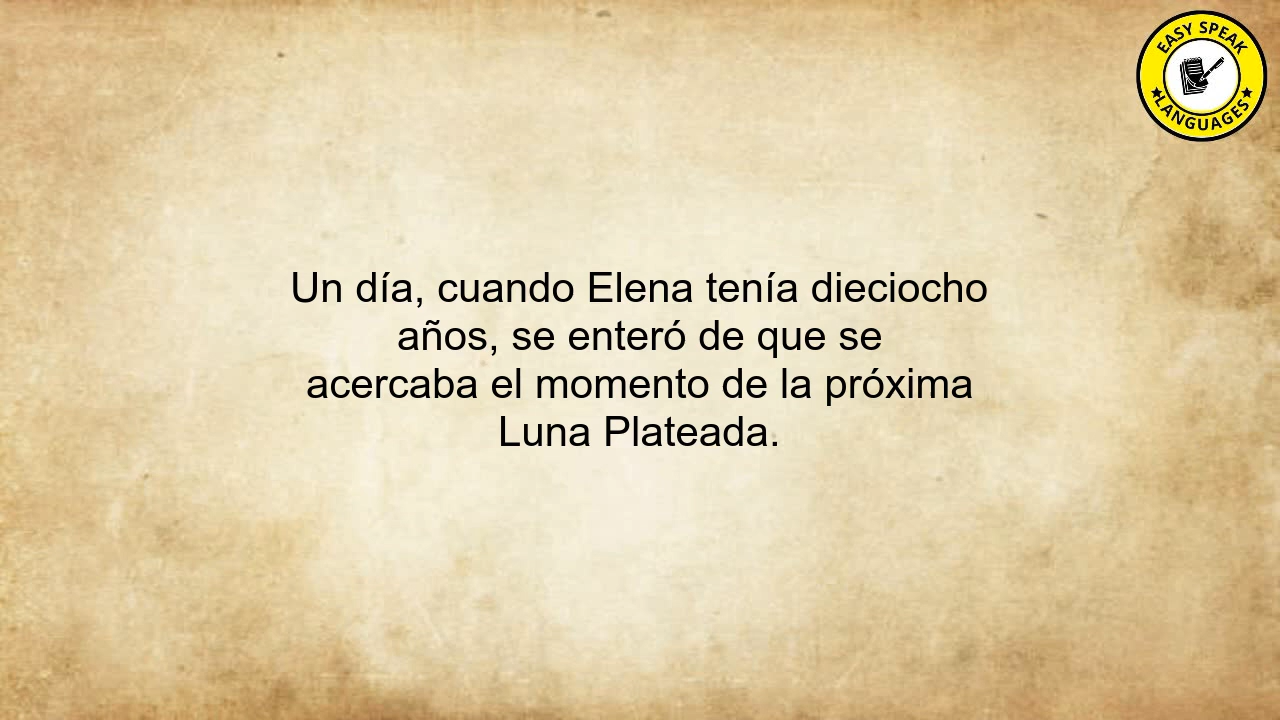 EASY SPEAK
LANGUAGES
Un día, cuando Elena tenía dieciocho
años, se enteró de que se
acercaba el momento de la próxima
Luna Plateada.